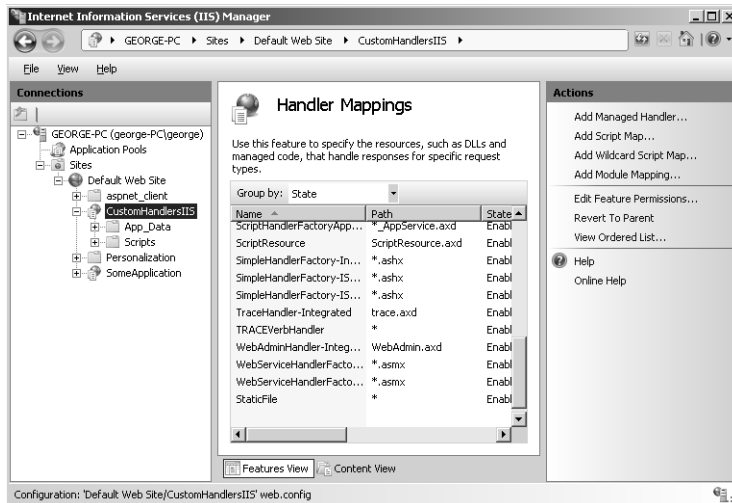 Internet Information Services (IIS) Manager
GEORGE-PC Sites Default Web Site CustomHandlersIIS
File View Help
Connections
GEORGE-PC (george-PC\george)
Application Pools
Sites
Default Web Site
aspnet_client
CustomHandlersIIS
App_Data
Scripts
Personalization
SomeApplication
Handler Mappings
Use this feature to specify the resources, such as DLLs and
managed code, that handle responses for specific request
types.
Group by: State
Name Path State
ScriptHandlerFactoryApp... *_AppService.axd Enabl
ScriptResource ScriptResource.axd Enabl
SimpleHandlerFactory-In... *.ashx Enabl
SimpleHandlerFactory-IS... *.ashx Enabl
SimpleHandlerFactory-IS... *.ashx Enabl
TraceHandler-Integrated trace.axd Enabl
TRACEVerbHandler * Enabl
WebAdminHandler-Integ... WebAdmin.axd Enabl
WebServiceHandlerFacto... *.asmx Enabl
WebServiceHandlerFacto... *.asmx Enabl
StaticFile * Enabl
Features View Content View
Actions
Add Managed Handler...
Add Script Map...
Add Wildcard Script Map...
Add Module Mapping...
Edit Feature Permissions...
Revert To Parent
View Ordered List...
Help
Online Help
Configuration: 'Default Web Site/CustomHandlersIIS' web.config